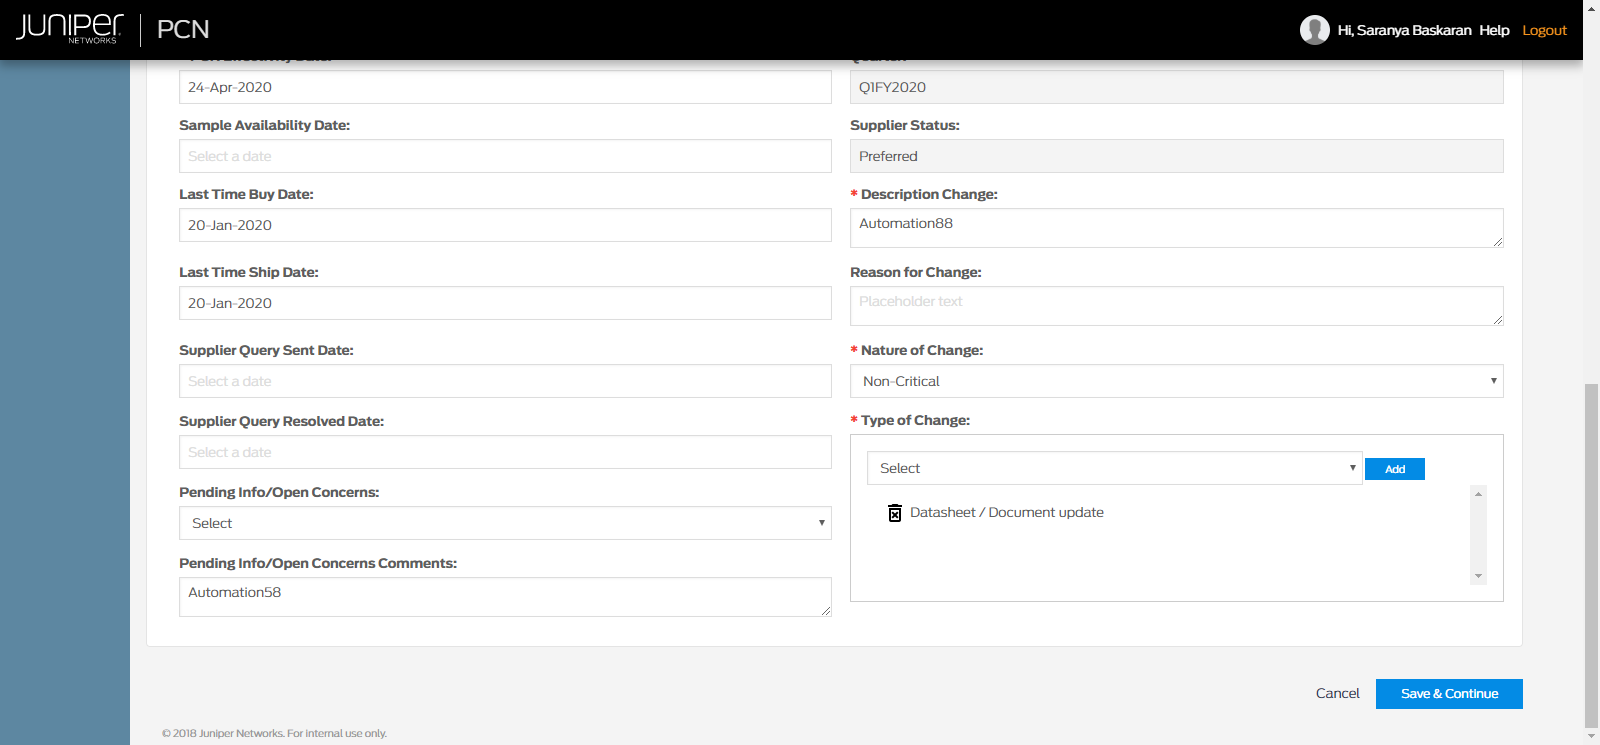 JUNIPER NETWORKS | PCN
Hi, Saranya Baskaran Help Logout
24-Apr-2020
Q1FY2020
Sample Availability Date:
Supplier Status:
Select a date
Preferred
Last Time Buy Date:
* Description Change:
20-Jan-2020
Automation88
Last Time Ship Date:
Reason for Change:
20-Jan-2020
Placeholder text
Supplier Query Sent Date:
* Nature of Change:
Select a date
Non-Critical
Supplier Query Resolved Date:
* Type of Change:
Select a date
Select
Add
Pending Info/Open Concerns:
Datasheet / Document update
Select
Pending Info/Open Concerns Comments:
Automation58
Cancel
Save & Continue
© 2018 Juniper Networks. For internal use only.